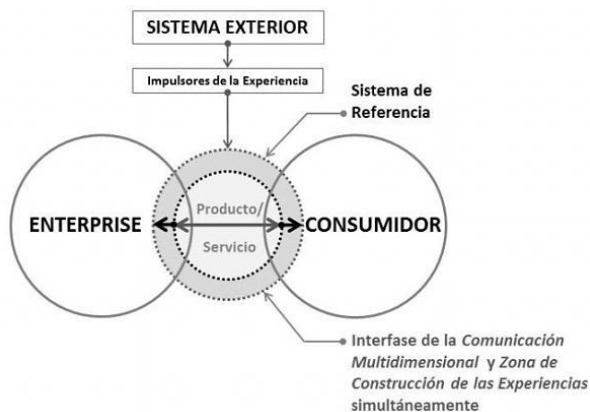 SISTEMA EXTERIOR
Impulsores de la Experiencia
Sistema de
Referencia
ENTERPRISE
Producto/
Servicio
CONSUMIDOR
Interfase de la Comunicación
Multidimensional y Zona de
Construcción de las Experiencias
simultáneamente